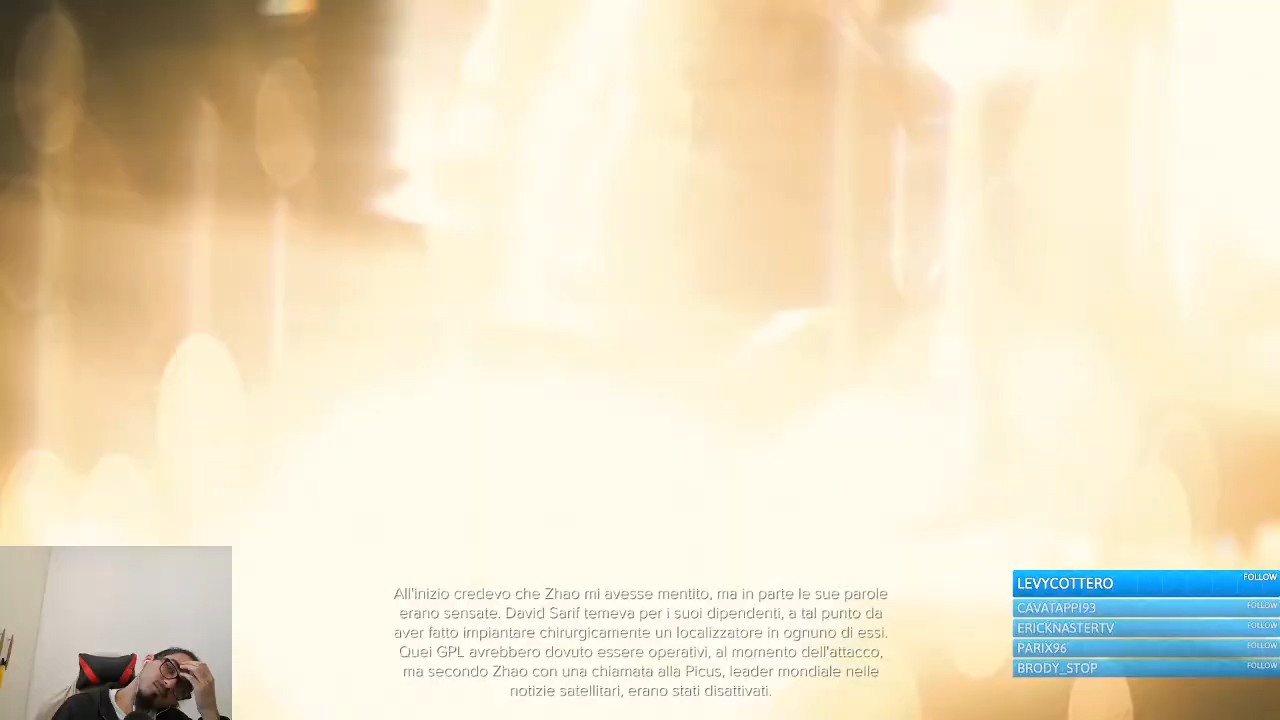 All'inizio credevo che Zhao mi avesse mentito, ma in parte le sue parole
erano sensate. David Sarif temeva per i suoi dipendenti, a tal punto da
aver fatto impiantare chirurgicamente un localizzatore in ognuno di essi.
Quei GPL avrebbero dovuto essere operativi, al momento dell'attacco,
ma secondo Zhao con una chiamata alla Picus, leader mondiale nelle
notizie satellitari, erano stati disattivati.
LEVYCOTTERO FOLLOW
CAVATAPPI93 FOLLOW
ERICKNASTERTV FOLLOW
PARIX96 FOLLOW
BRODY_STOP FOLLOW